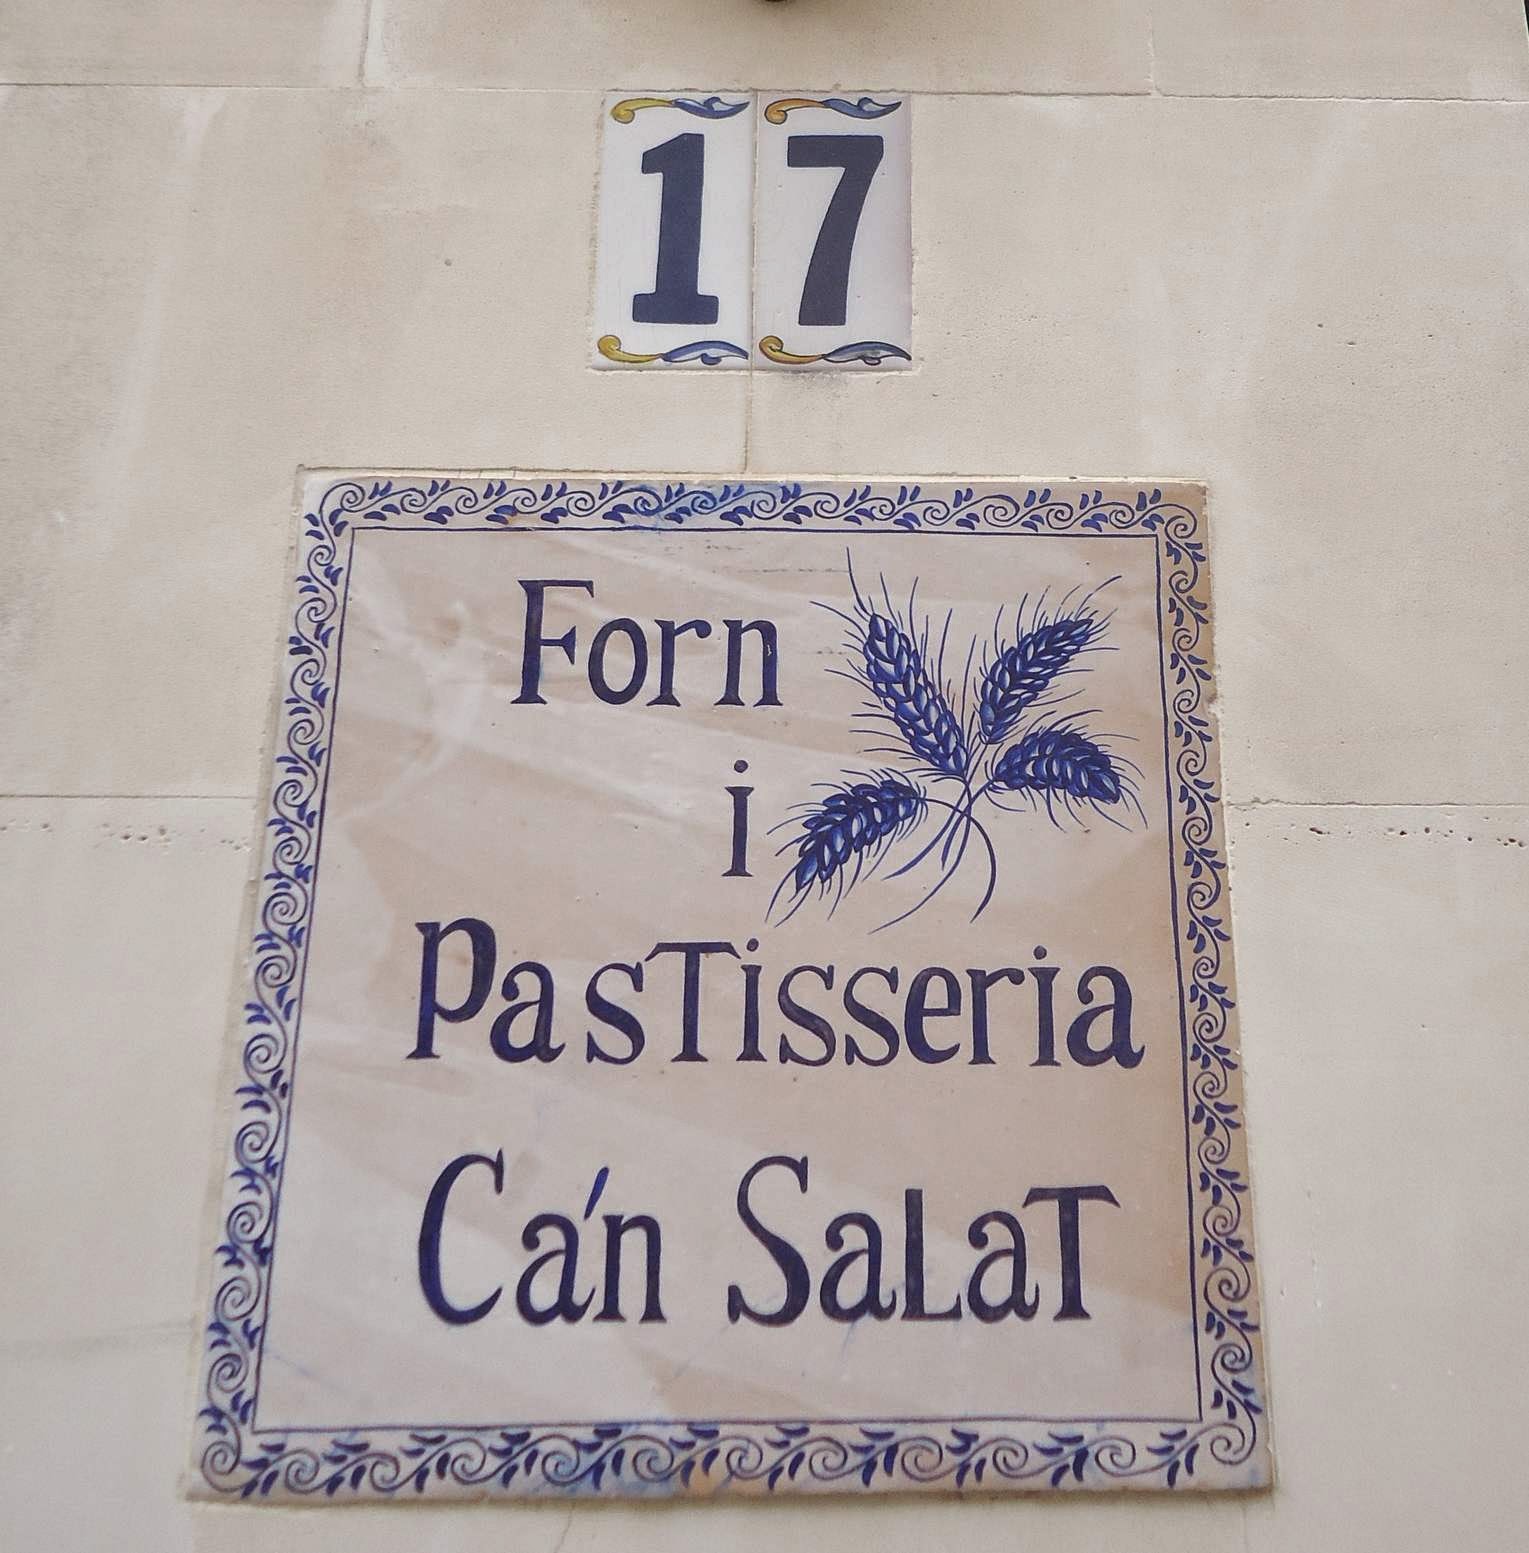 17
Forn
i
Pastisseria
Ca'n Salat